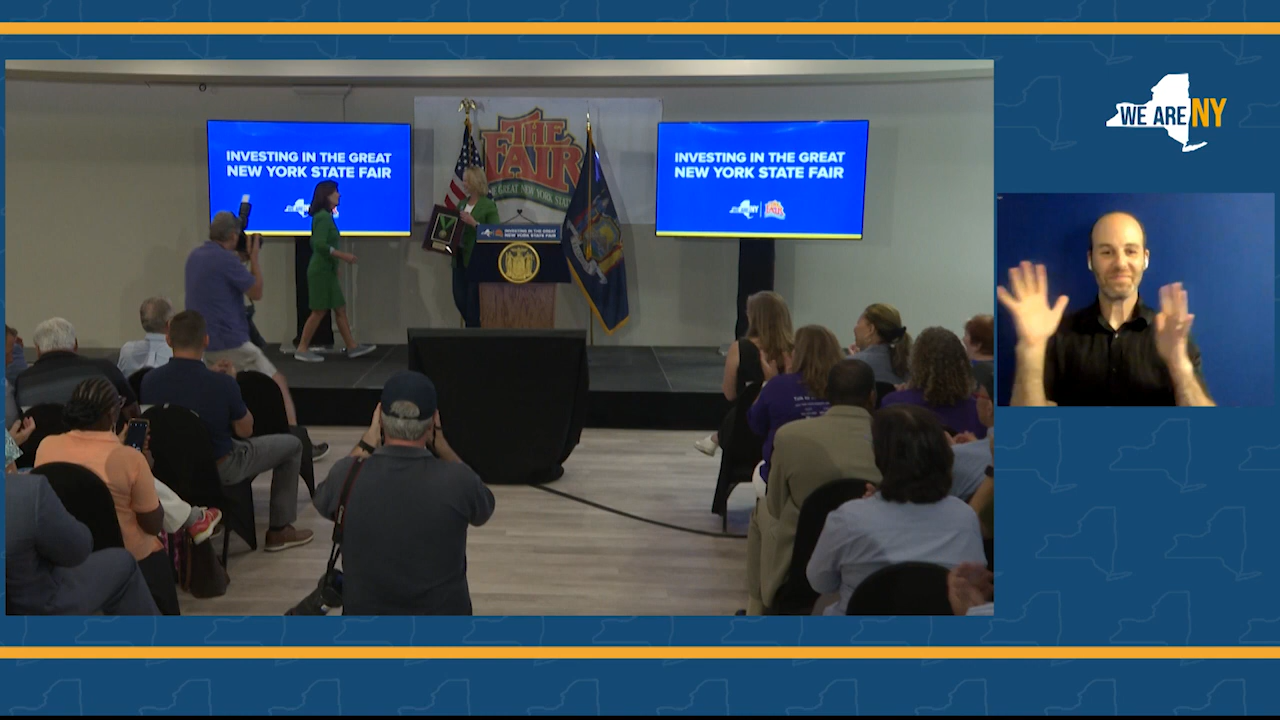 WE ARE NY
INVESTING IN THE GREAT
NEW YORK STATE FAIR
THE
FAIR
GREAT NEW YORK STATE
INVESTING IN THE GREAT
NEW YORK STATE FAIR
INVESTING IN THE GREAT
NEW YORK STATE FAIR